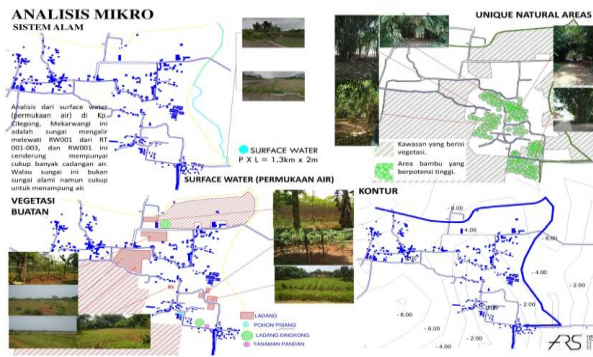 ANALISIS MIKRO
SISTEM ALAM
Analisis dari surface water
(permukaan air) di Kp.
Cilegong, Mekarwangi ini
adalah sungai mengalir
melewati RW001 dari RT
001-003, dan RW001 ini
cenderung mempunyai
cukup banyak cadangan air.
Walau sungai ini bukan
sungai alami namun cukup
untuk menampung air.
SURFACE WATER
P X L = 1.3km x 2m
SURFACE WATER (PERMUKAAN AIR)
UNIQUE NATURAL AREAS
Kawasan yang berisi
vegetasi.
Area bambu yang
berpotensi tinggi.
VEGETASI
BUATAN
LADANG
POHON PISANG
LADANG SINGKONG
TANAMAN PANDAN
KONTUR
- 6.00
- 4.00
- 6.00
- 4.00
- 2.00
- 8.00
- 2.00
- 6.00
- 4.00
ARS